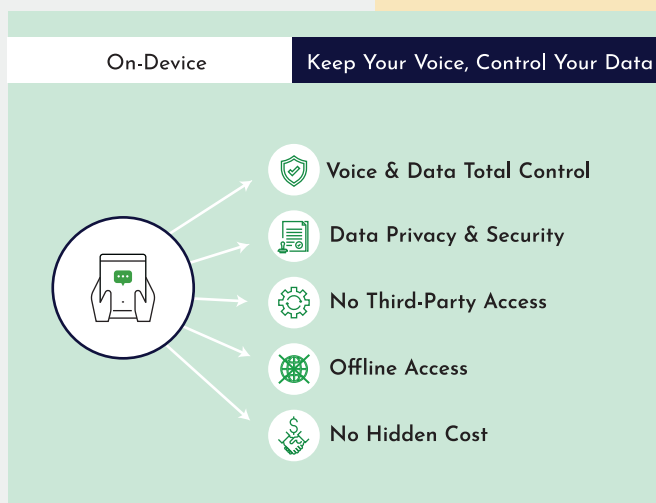 On-Device
Keep Your Voice, Control Your Data
Voice & Data Total Control
Data Privacy & Security
No Third-Party Access
Offline Access
No Hidden Cost